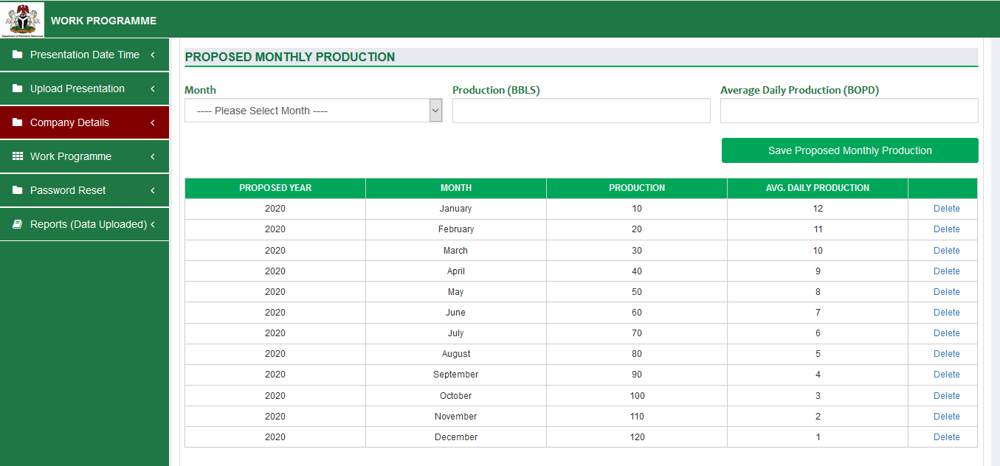 WORK PROGRAMME
Department of Petroleum Resources
Presentation Date Time
Upload Presentation
Company Details
Work Programme
Password Reset
Reports (Data Uploaded)
PROPOSED MONTHLY PRODUCTION
Month Production (BBLS) Average Daily Production (BOPD)
---- Please Select Month ----
Save Proposed Monthly Production
PROPOSED YEAR MONTH PRODUCTION AVG. DAILY PRODUCTION
2020 January 10 12 Delete
2020 February 20 11 Delete
2020 March 30 10 Delete
2020 April 40 9 Delete
2020 May 50 8 Delete
2020 June 60 7 Delete
2020 July 70 6 Delete
2020 August 80 5 Delete
2020 September 90 4 Delete
2020 October 100 3 Delete
2020 November 110 2 Delete
2020 December 120 1 Delete